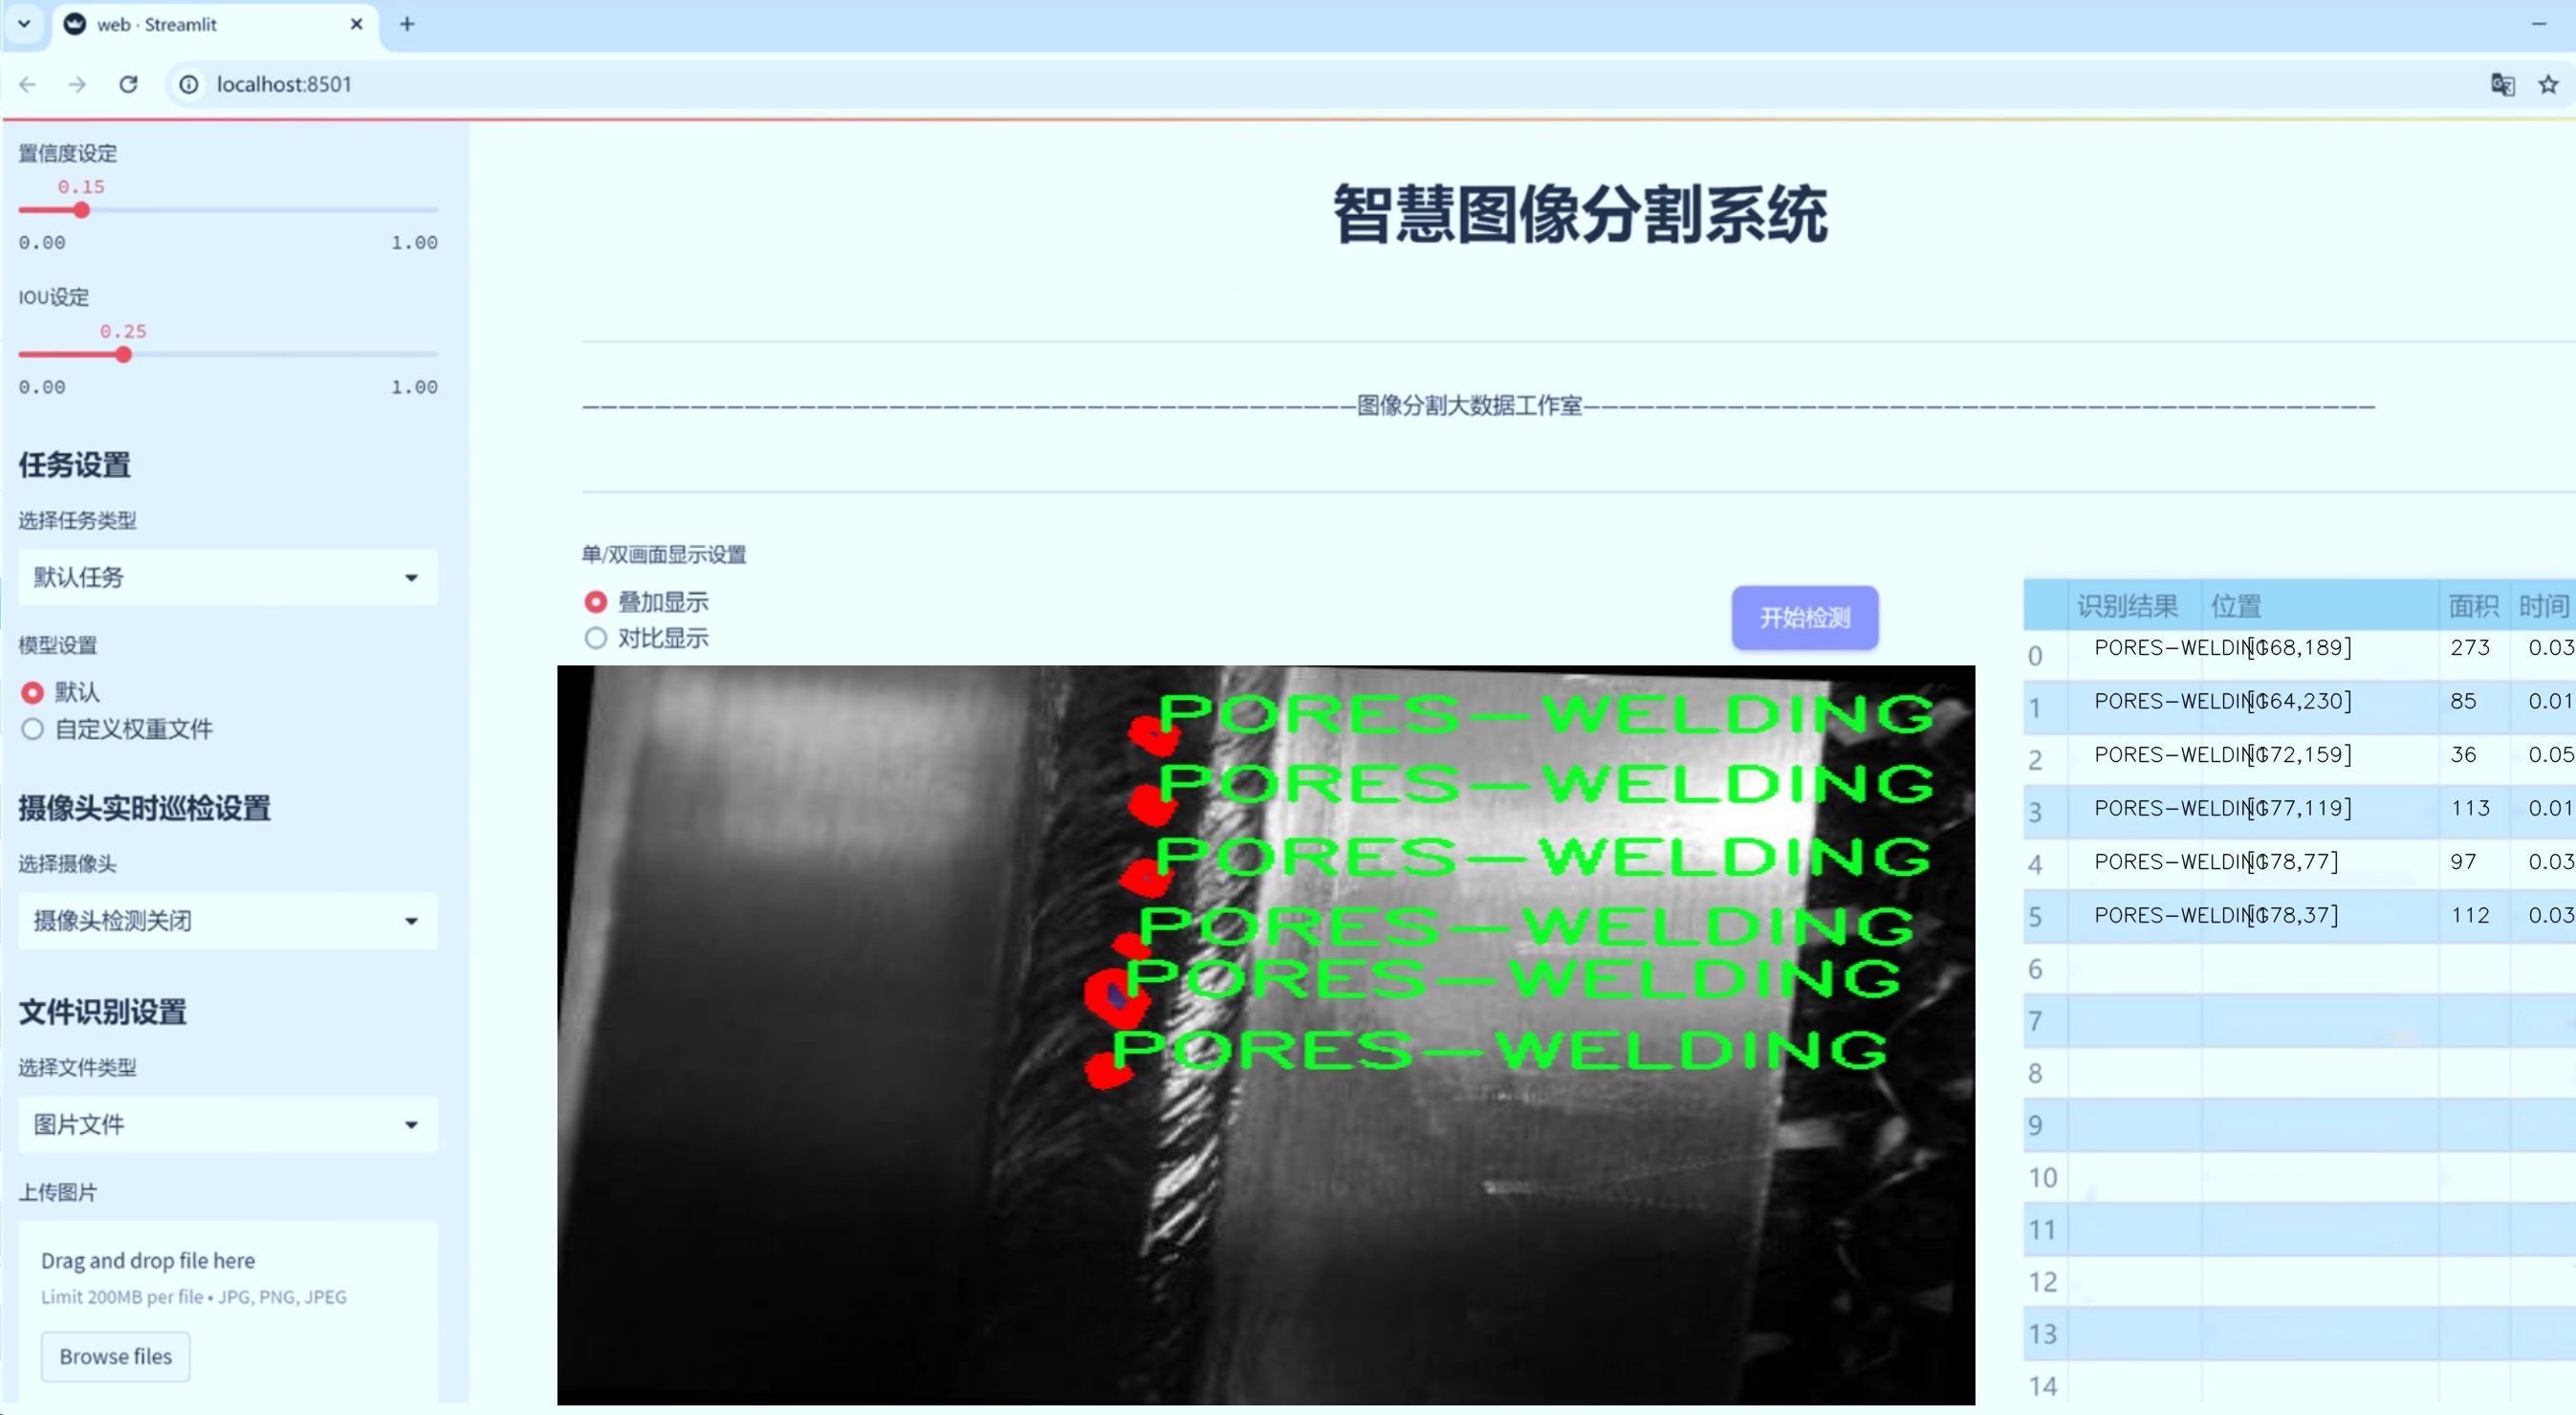 web · Streamlit
localhost:8501
置信度设定
0.15
0.00 1.00
IOU设定
0.25
0.00 1.00
任务设置
选择任务类型
默认任务
模型设置
默认
自定义权重文件
摄像头实时巡检设置
选择摄像头
摄像头检测关闭
文件识别设置
选择文件类型
图片文件
上传图片
Drag and drop file here
Limit 200MB per file • JPG, PNG, JPEG
Browse files
智慧图像分割系统
图像分割大数据工作室
单/双画面显示设置
叠加显示
对比显示
开始检测
PORES-WELDING
PORES-WELDING
PORES-WELDING
PORES-WELDING
PORES-WELDING
PORES-WELDING
识别结果 位置 面积 时间
0 PORES-WELDING [168,189] 273 0.03
1 PORES-WELDING [164,230] 85 0.01
2 PORES-WELDING [172,159] 36 0.05
3 PORES-WELDING [177,119] 113 0.01
4 PORES-WELDING [178,77] 97 0.03
5 PORES-WELDING [178,37] 112 0.03
6
7
8
9
10
11
12
13
14